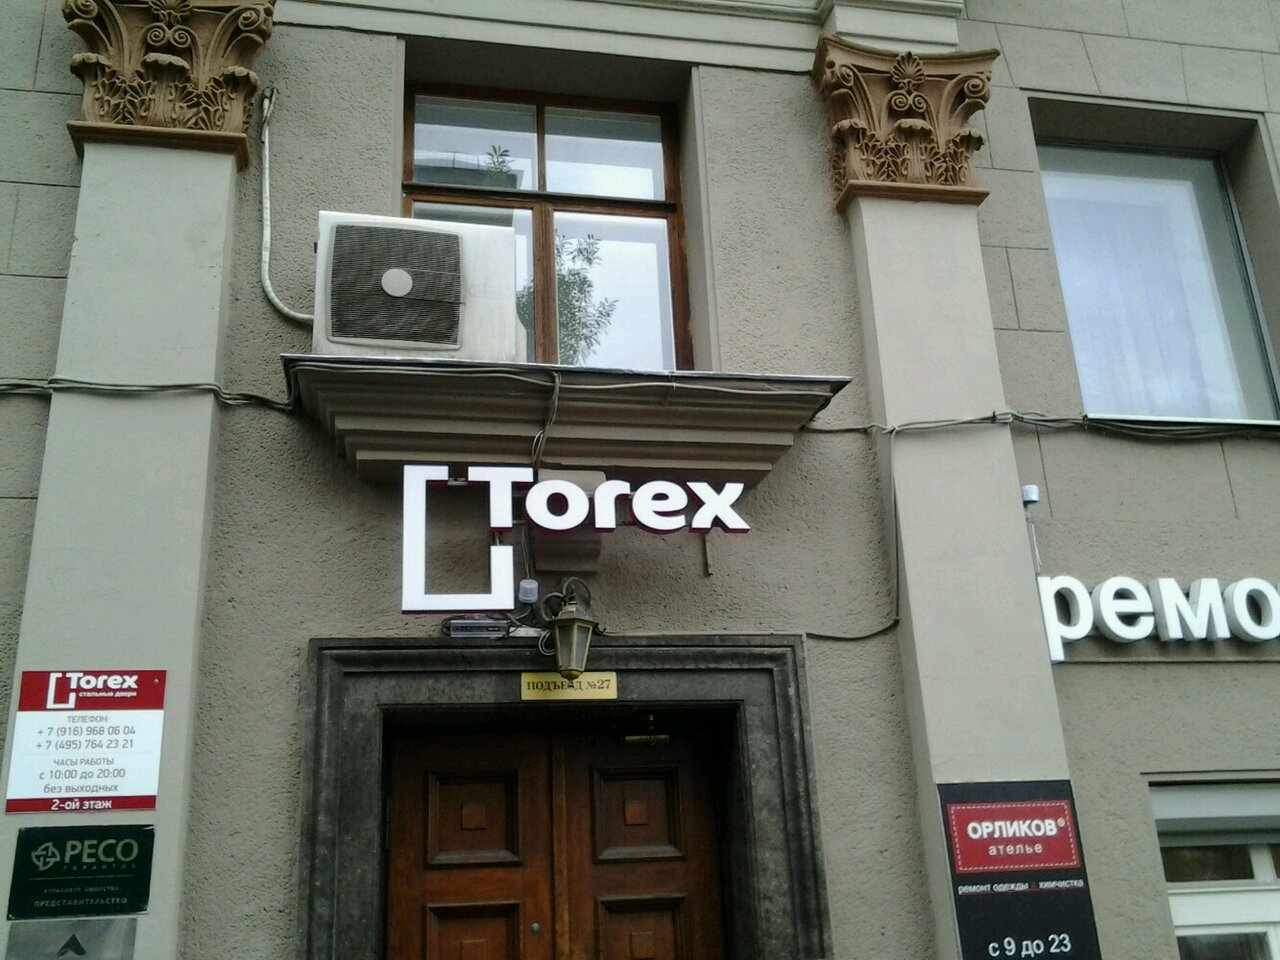 Torex
ремо
ПОДЪЕЗД №27
Torex
стальные двери
ТЕЛЕФОН:
+ 7 (916) 968 06 04
+ 7 (495) 764 23 21
ЧАСЫ РАБОТЫ
с 10:00 до 20:00
без выходных
2-ой этаж
РЕСО
ГАРАНТИЯ
СТРАХОВОЕ ОБЩЕСТВО
ПРЕДСТАВИТЕЛЬСТВО
ОРЛИКОВ®
ателье
ремонт одежды & химчистка
с 9 до 23